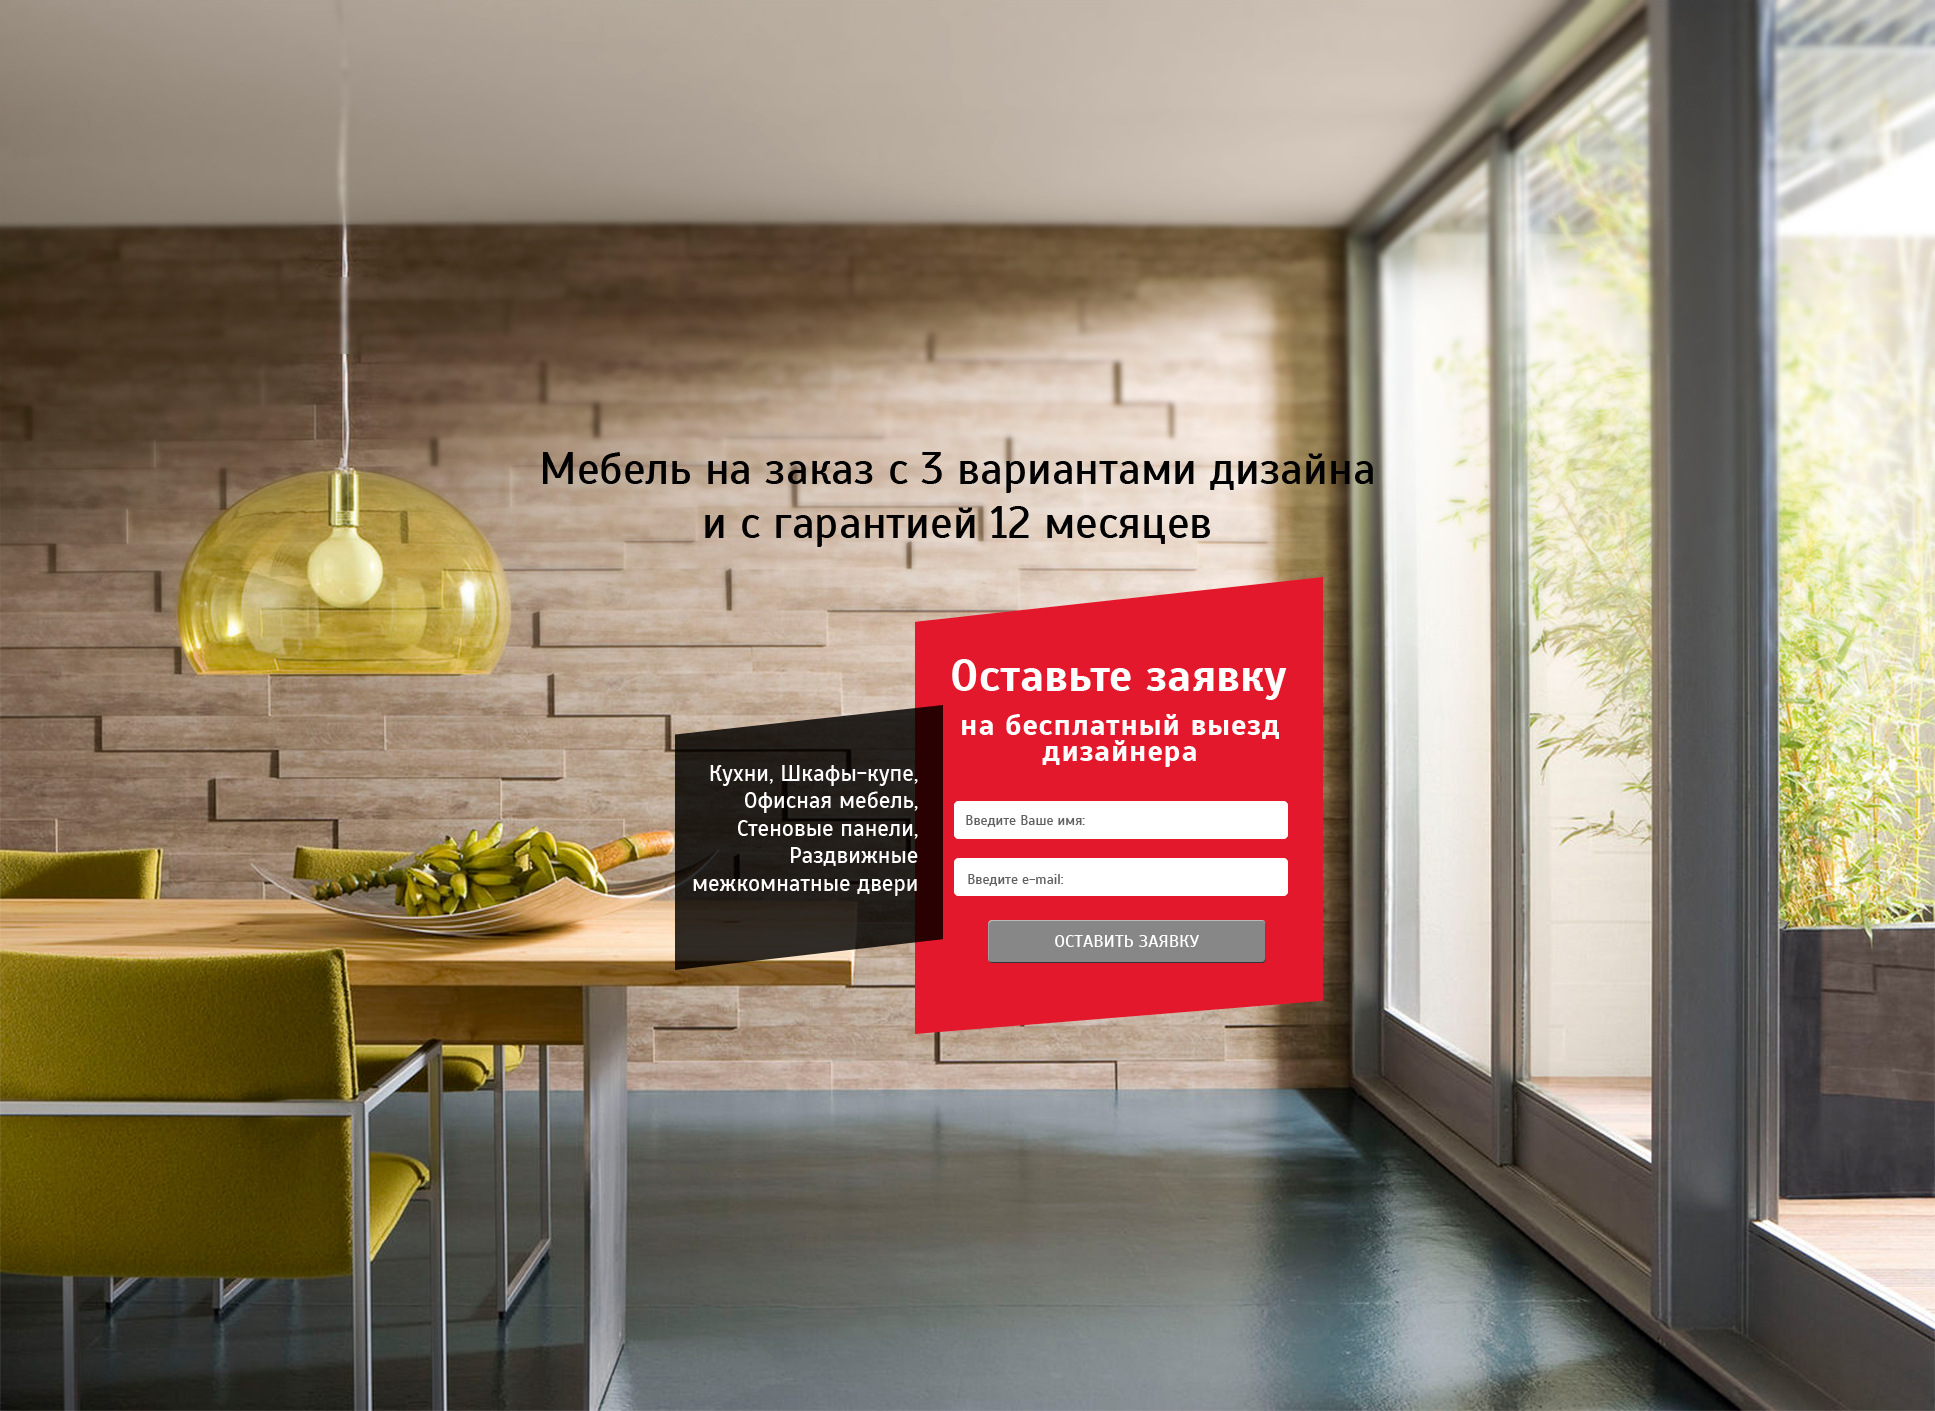 Мебель на заказ с 3 вариантами дизайна
и с гарантией 12 месяцев
Оставьте заявку
на бесплатный выезд
дизайнера
Кухни, Шкафы-купе,
Офисная мебель,
Стеновые панели,
Раздвижные
межкомнатные двери
Введите Ваше имя:
Введите e-mail:
ОСТАВИТЬ ЗАЯВКУ